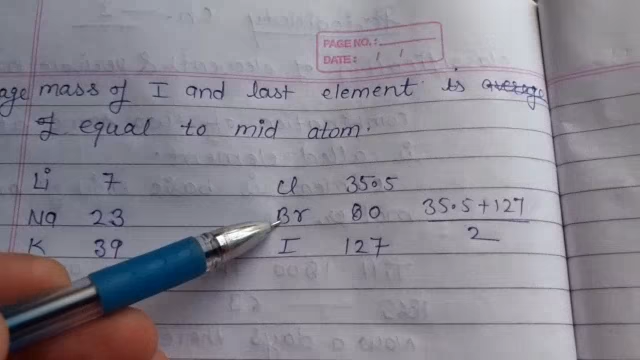 PAGE NO.:
DATE: / /
age mass of I and last element is average
of equal to mid atom.
Li 7 Cl 35.5
Na 23 Br 80 35.5+127
K 39 I 127 2